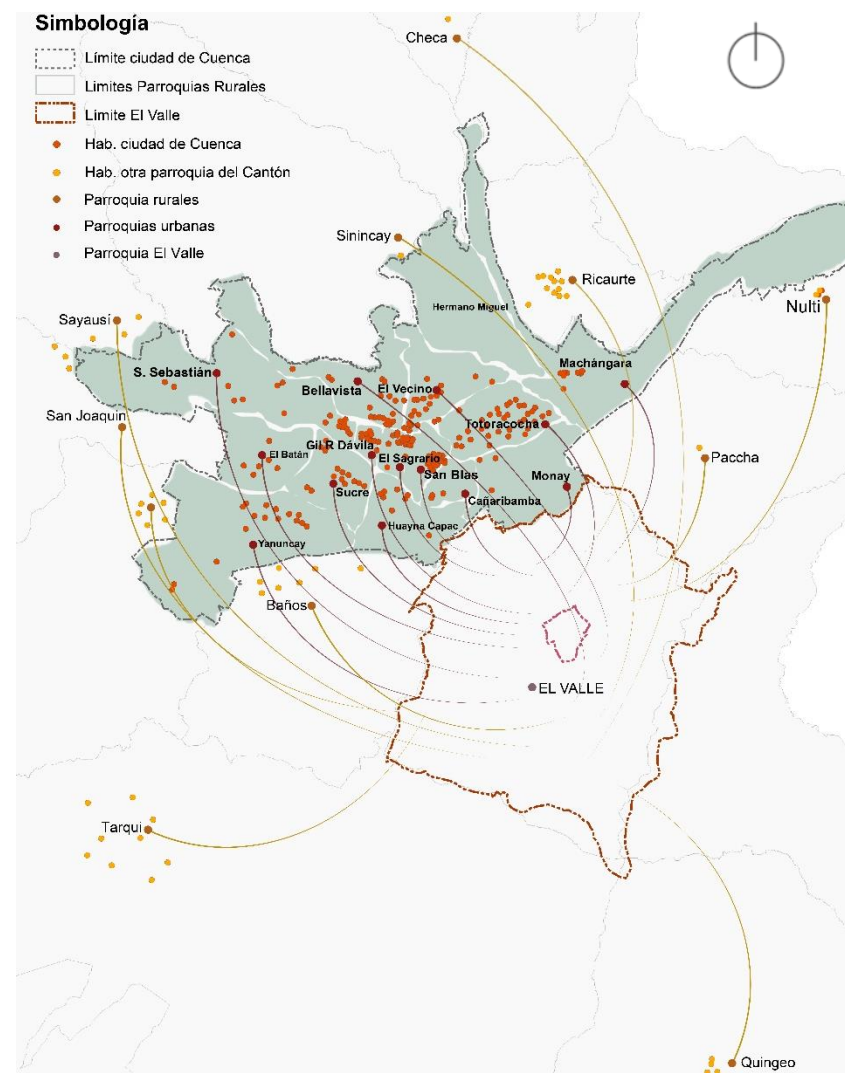 Simbología
Límite ciudad de Cuenca
Limites Parroquias Rurales
Límite El Valle
Hab. ciudad de Cuenca
Hab. otra parroquia del Cantón
Parroquia rurales
Parroquias urbanas
Parroquia El Valle
Checa
Sinincay
Ricaurte
Nulti
Hermano Miguel
Sayausi
Machángara
S. Sebastián
Bellavista
El Vecino
San Joaquin
Totoracocha
Gil R Dávila
El Batán
El Sagrario
Paccha
San Blas
Monay
Sucre
Cañaribamba
Huayna Capac
Yanuncay
Baños
EL VALLE
Tarqui
Quingeo